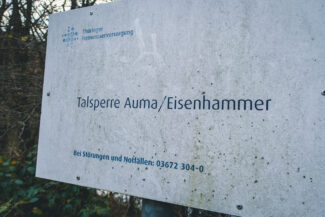 Thüringer
Fernwasserversorgung
Talsperre Auma/Eisenhammer
Bei Störungen und Notfällen: 03672 304-0